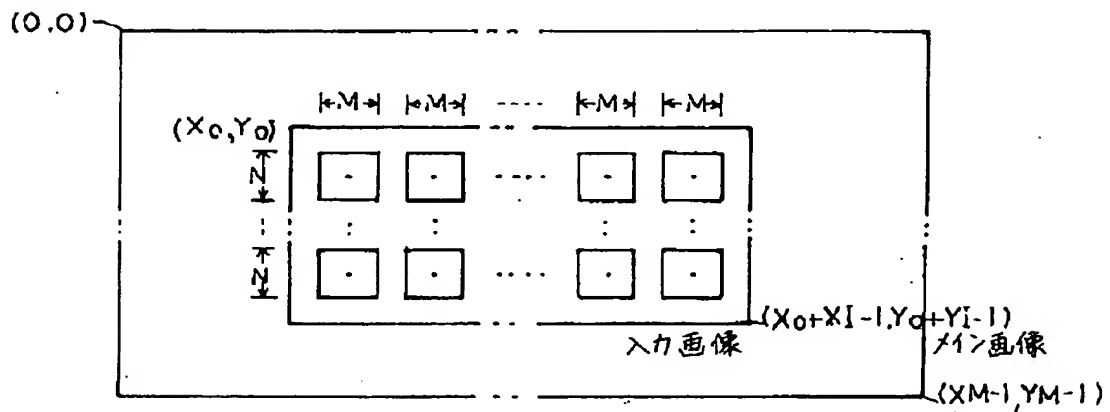 (0,0)
M M ···· M M
(X0,Y0)
N
N
(X0+XI-1,Y0+YI-1)
入力画像 メイン画像
(XM-1,YM-1)